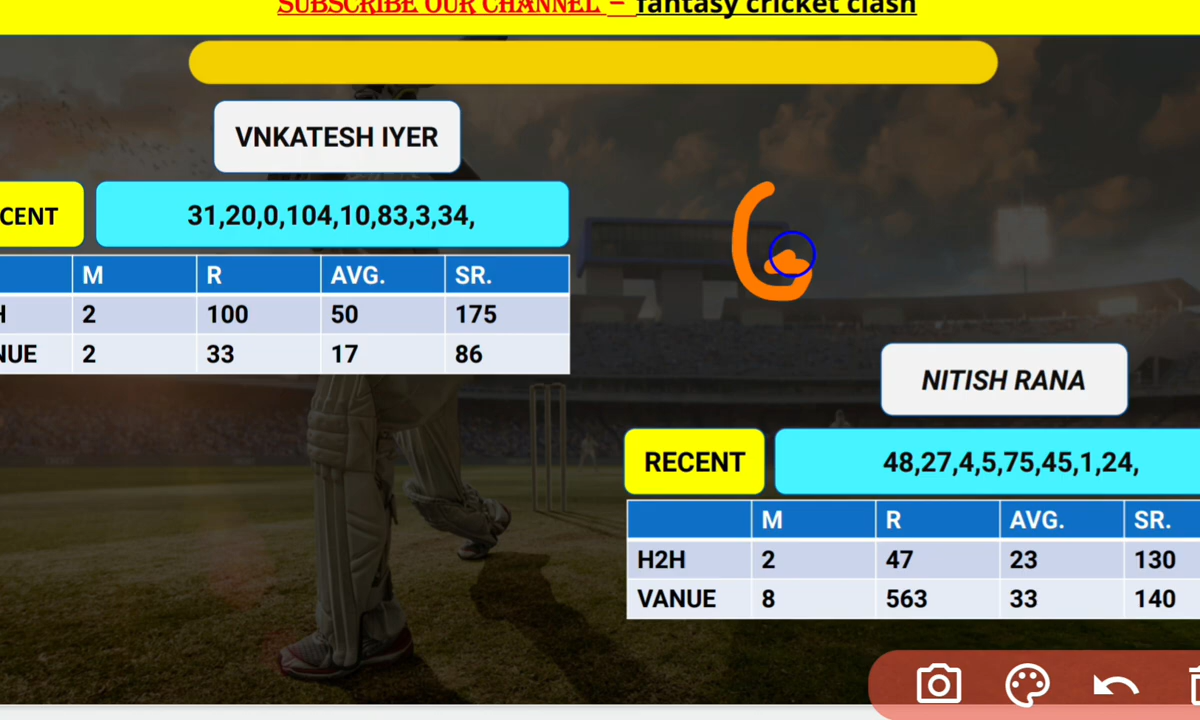 SUBSCRIBE OUR CHANNEL – fantasy cricket clash
VNKATESH IYER
CENT 31,20,0,104,10,83,3,34,
M R AVG. SR.
H 2 100 50 175
NUE 2 33 17 86
NITISH RANA
RECENT 48,27,4,5,75,45,1,24,
M R AVG. SR.
H2H 2 47 23 130
VANUE 8 563 33 140